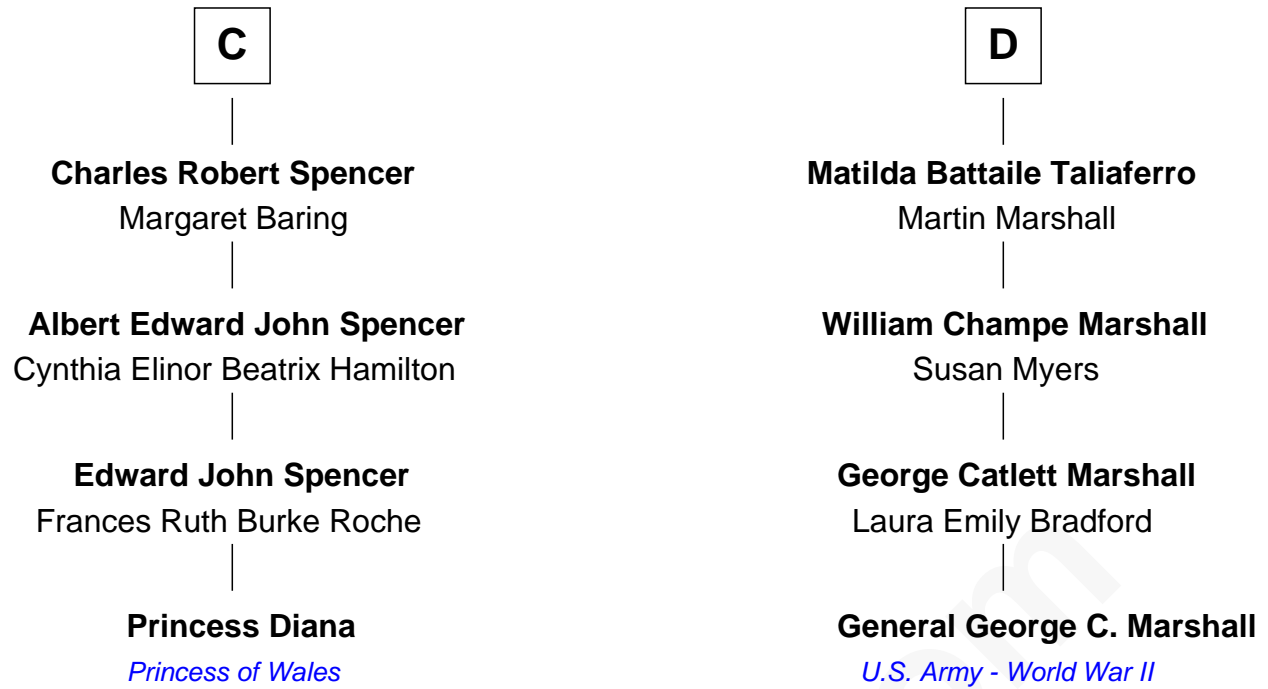 C
Charles Robert Spencer
Margaret Baring
Albert Edward John Spencer
Cynthia Elinor Beatrix Hamilton
Edward John Spencer
Frances Ruth Burke Roche
Princess Diana
Princess of Wales
D
Matilda Battaile Taliaferro
Martin Marshall
William Champe Marshall
Susan Myers
George Catlett Marshall
Laura Emily Bradford
General George C. Marshall
U.S. Army - World War II